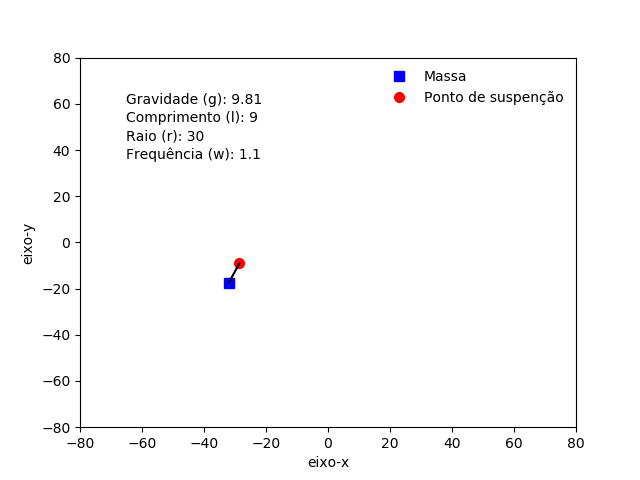 80
60
40
20
0
−20
−40
−60
−80
−80
−60
−40
−20
0
20
40
60
80
eixo-x
eixo-y
Gravidade (g): 9.81
Comprimento (l): 9
Raio (r): 30
Frequência (w): 1.1
Massa
Ponto de suspenção